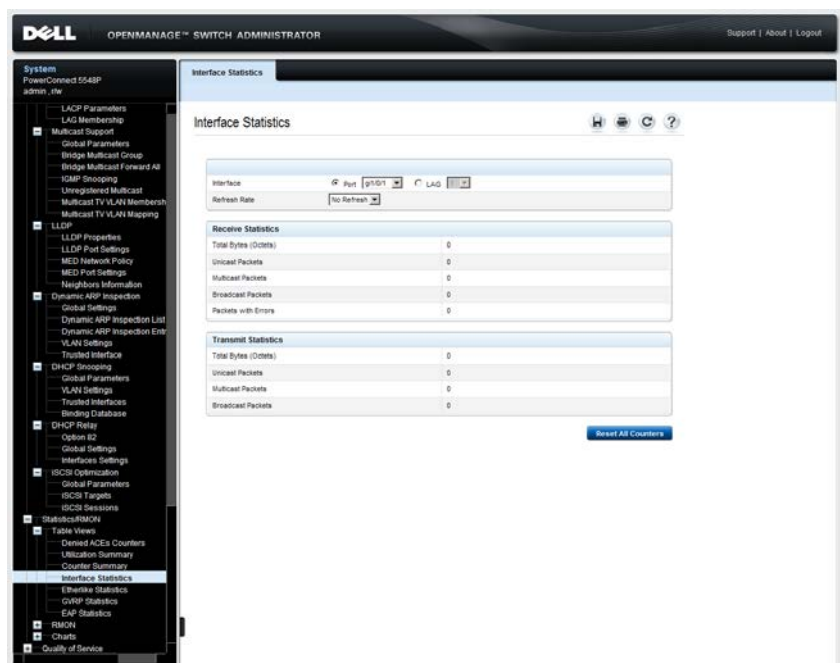 DELL OPENMANAGE™ SWITCH ADMINISTRATOR Support | About | Logout
System
PowerConnect 5548P
admin , r/w
LACP Parameters
LAG Membership
Multicast Support
Global Parameters
Bridge Multicast Group
Bridge Multicast Forward All
IGMP Snooping
Unregistered Multicast
Multicast TV VLAN Membersh
Multicast TV VLAN Mapping
LLDP
LLDP Properties
LLDP Port Settings
MED Network Policy
MED Port Settings
Neighbors Information
Dynamic ARP Inspection
Global Settings
Dynamic ARP Inspection List
Dynamic ARP Inspection Entr
VLAN Settings
Trusted Interface
DHCP Snooping
Global Parameters
VLAN Settings
Trusted Interfaces
Binding Database
DHCP Relay
Option 82
Global Settings
Interfaces Settings
iSCSI Optimization
Global Parameters
iSCSI Targets
iSCSI Sessions
Statistics/RMON
Table Views
Denied ACEs Counters
Utilization Summary
Counter Summary
Interface Statistics
Etherlike Statistics
GVRP Statistics
EAP Statistics
RMON
Charts
Quality of Service
Interface Statistics
Interface Statistics
Interface Port gi1/0/1 LAG 1
Refresh Rate No Refresh
Receive Statistics
Total Bytes (Octets) 0
Unicast Packets 0
Multicast Packets 0
Broadcast Packets 0
Packets with Errors 0
Transmit Statistics
Total Bytes (Octets) 0
Unicast Packets 0
Multicast Packets 0
Broadcast Packets 0
Reset All Counters